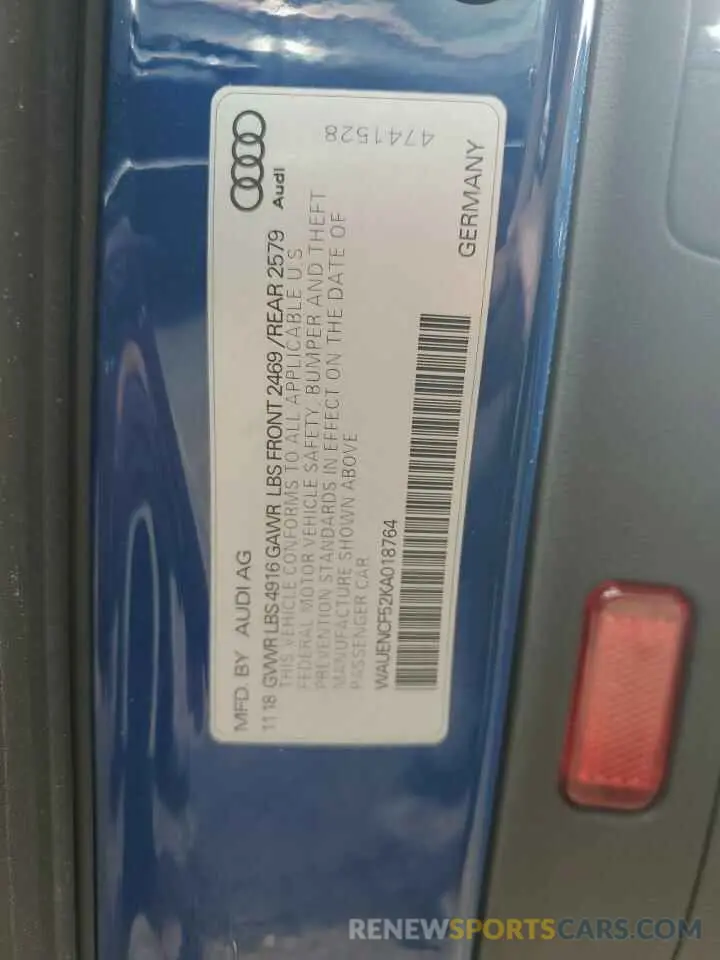 4741528
Audi
MFD. BY AUDI AG
11 18 GVWR LBS 4916 GAWR LBS FRONT 2469 /REAR 2579
THIS VEHICLE CONFORMS TO ALL APPLICABLE U S
FEDERAL MOTOR VEHICLE SAFETY, BUMPER AND THEFT
PREVENTION STANDARDS IN EFFECT ON THE DATE OF
MANUFACTURE SHOWN ABOVE
PASSENGER CAR
WAUENCF52KA018764
GERMANY
RENEWSPORTSCARS.COM